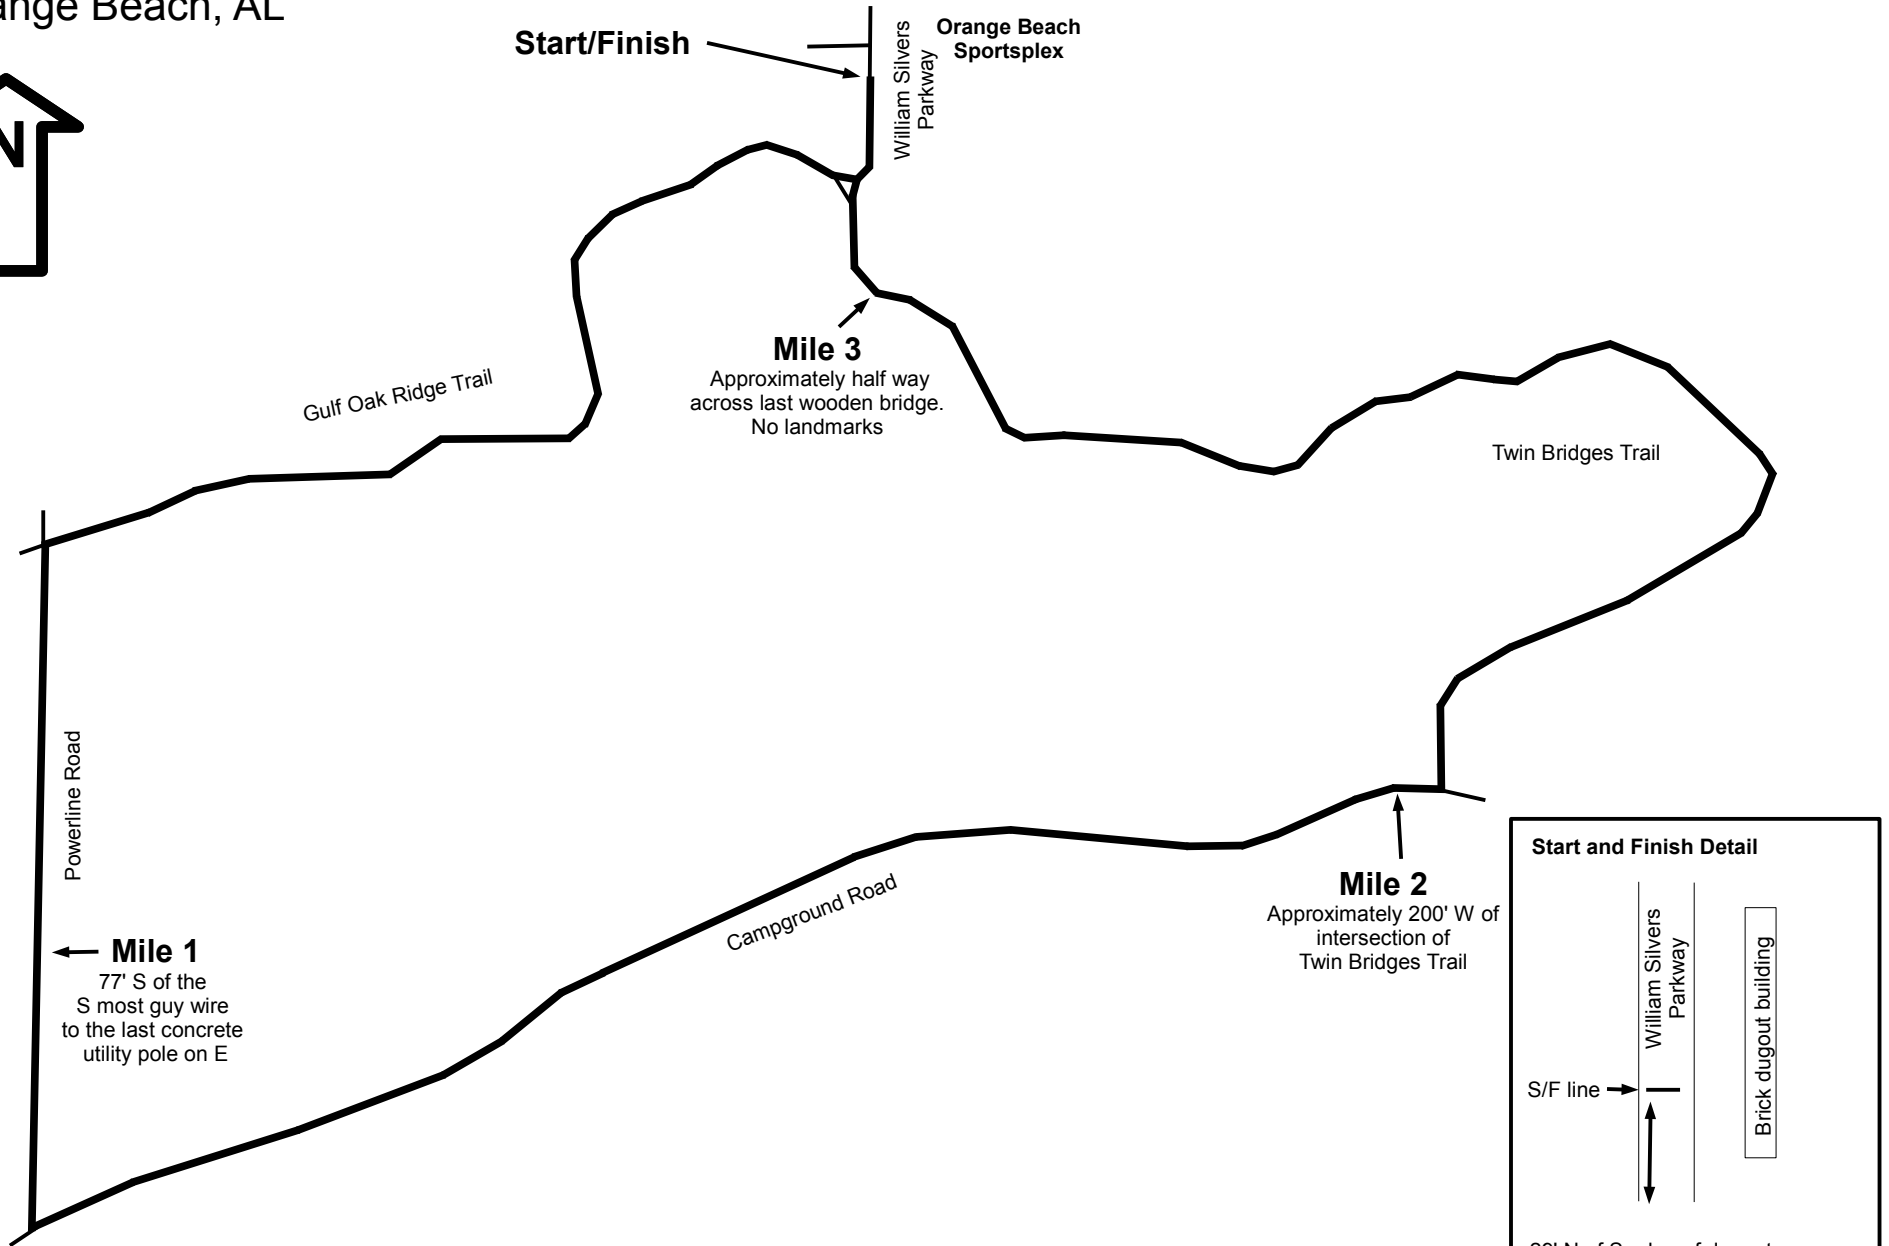 Beach, AL
N
Start/Finish
Orange Beach
Sportsplex
William Silvers
Parkway
Mile 3
Approximately half way
across last wooden bridge.
No landmarks
Gulf Oak Ridge Trail
Twin Bridges Trail
Powerline Road
Mile 1
77' S of the
S most guy wire
to the last concrete
utility pole on E
Campground Road
Mile 2
Approximately 200' W of
intersection of
Twin Bridges Trail
Start and Finish Detail
William Silvers
Parkway
Brick dugout building
S/F line